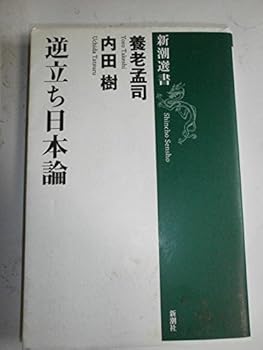 新潮選書
Shincho Sensho
養老孟司
Yoro Takeshi
内田 樹
Uchida Tatsuru
逆立ち日本論
新潮社